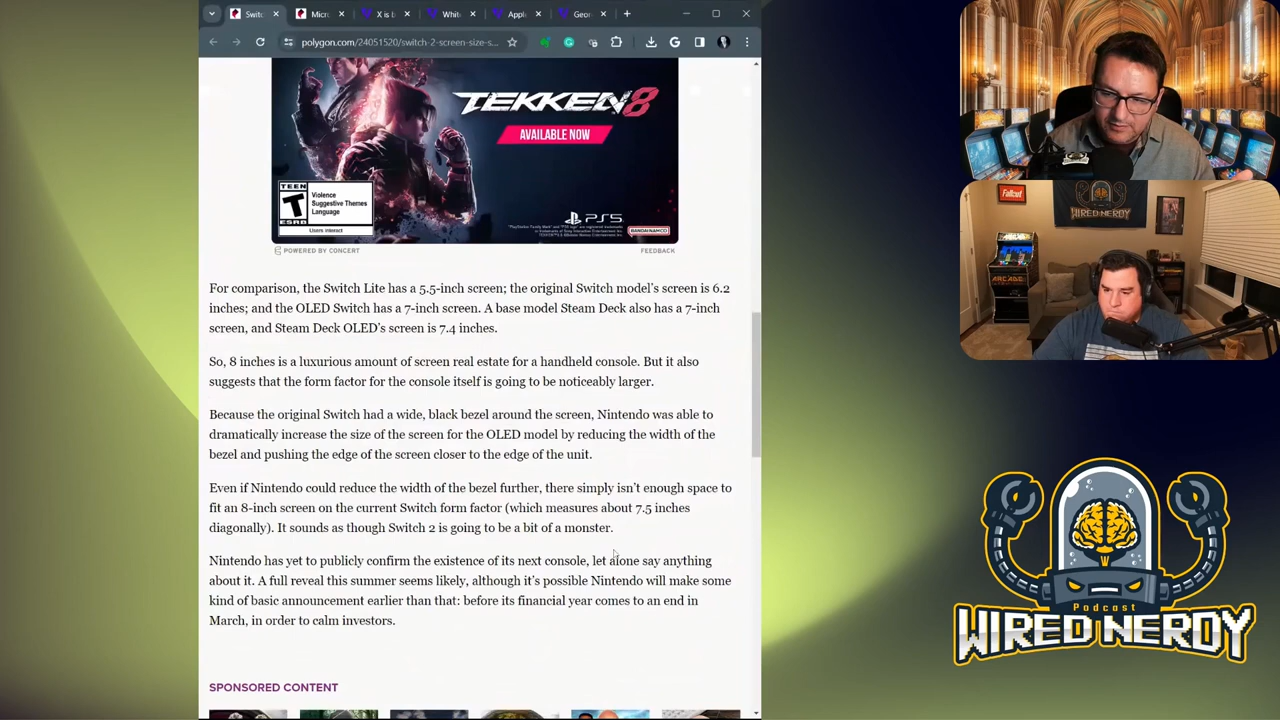 Switc
Micro
X is b
White
Apple
Geor
polygon.com/24051520/switch-2-screen-size-s...
TEKKEN 8
AVAILABLE NOW
TEEN
T
ESRB
Violence
Suggestive Themes
Language
Users Interact
PS5
BANDAI NAMCO
POWERED BY CONCERT
FEEDBACK
For comparison, the Switch Lite has a 5.5-inch screen; the original Switch model's screen is 6.2
inches; and the OLED Switch has a 7-inch screen. A base model Steam Deck also has a 7-inch
screen, and Steam Deck OLED's screen is 7.4 inches.
So, 8 inches is a luxurious amount of screen real estate for a handheld console. But it also
suggests that the form factor for the console itself is going to be noticeably larger.
Because the original Switch had a wide, black bezel around the screen, Nintendo was able to
dramatically increase the size of the screen for the OLED model by reducing the width of the
bezel and pushing the edge of the screen closer to the edge of the unit.
Even if Nintendo could reduce the width of the bezel further, there simply isn't enough space to
fit an 8-inch screen on the current Switch form factor (which measures about 7.5 inches
diagonally). It sounds as though Switch 2 is going to be a bit of a monster.
Nintendo has yet to publicly confirm the existence of its next console, let alone say anything
about it. A full reveal this summer seems likely, although it's possible Nintendo will make some
kind of basic announcement earlier than that: before its financial year comes to an end in
March, in order to calm investors.
SPONSORED CONTENT
Fallout
WIRED NERDY
ARCADE
Podcast
WIRED NERDY